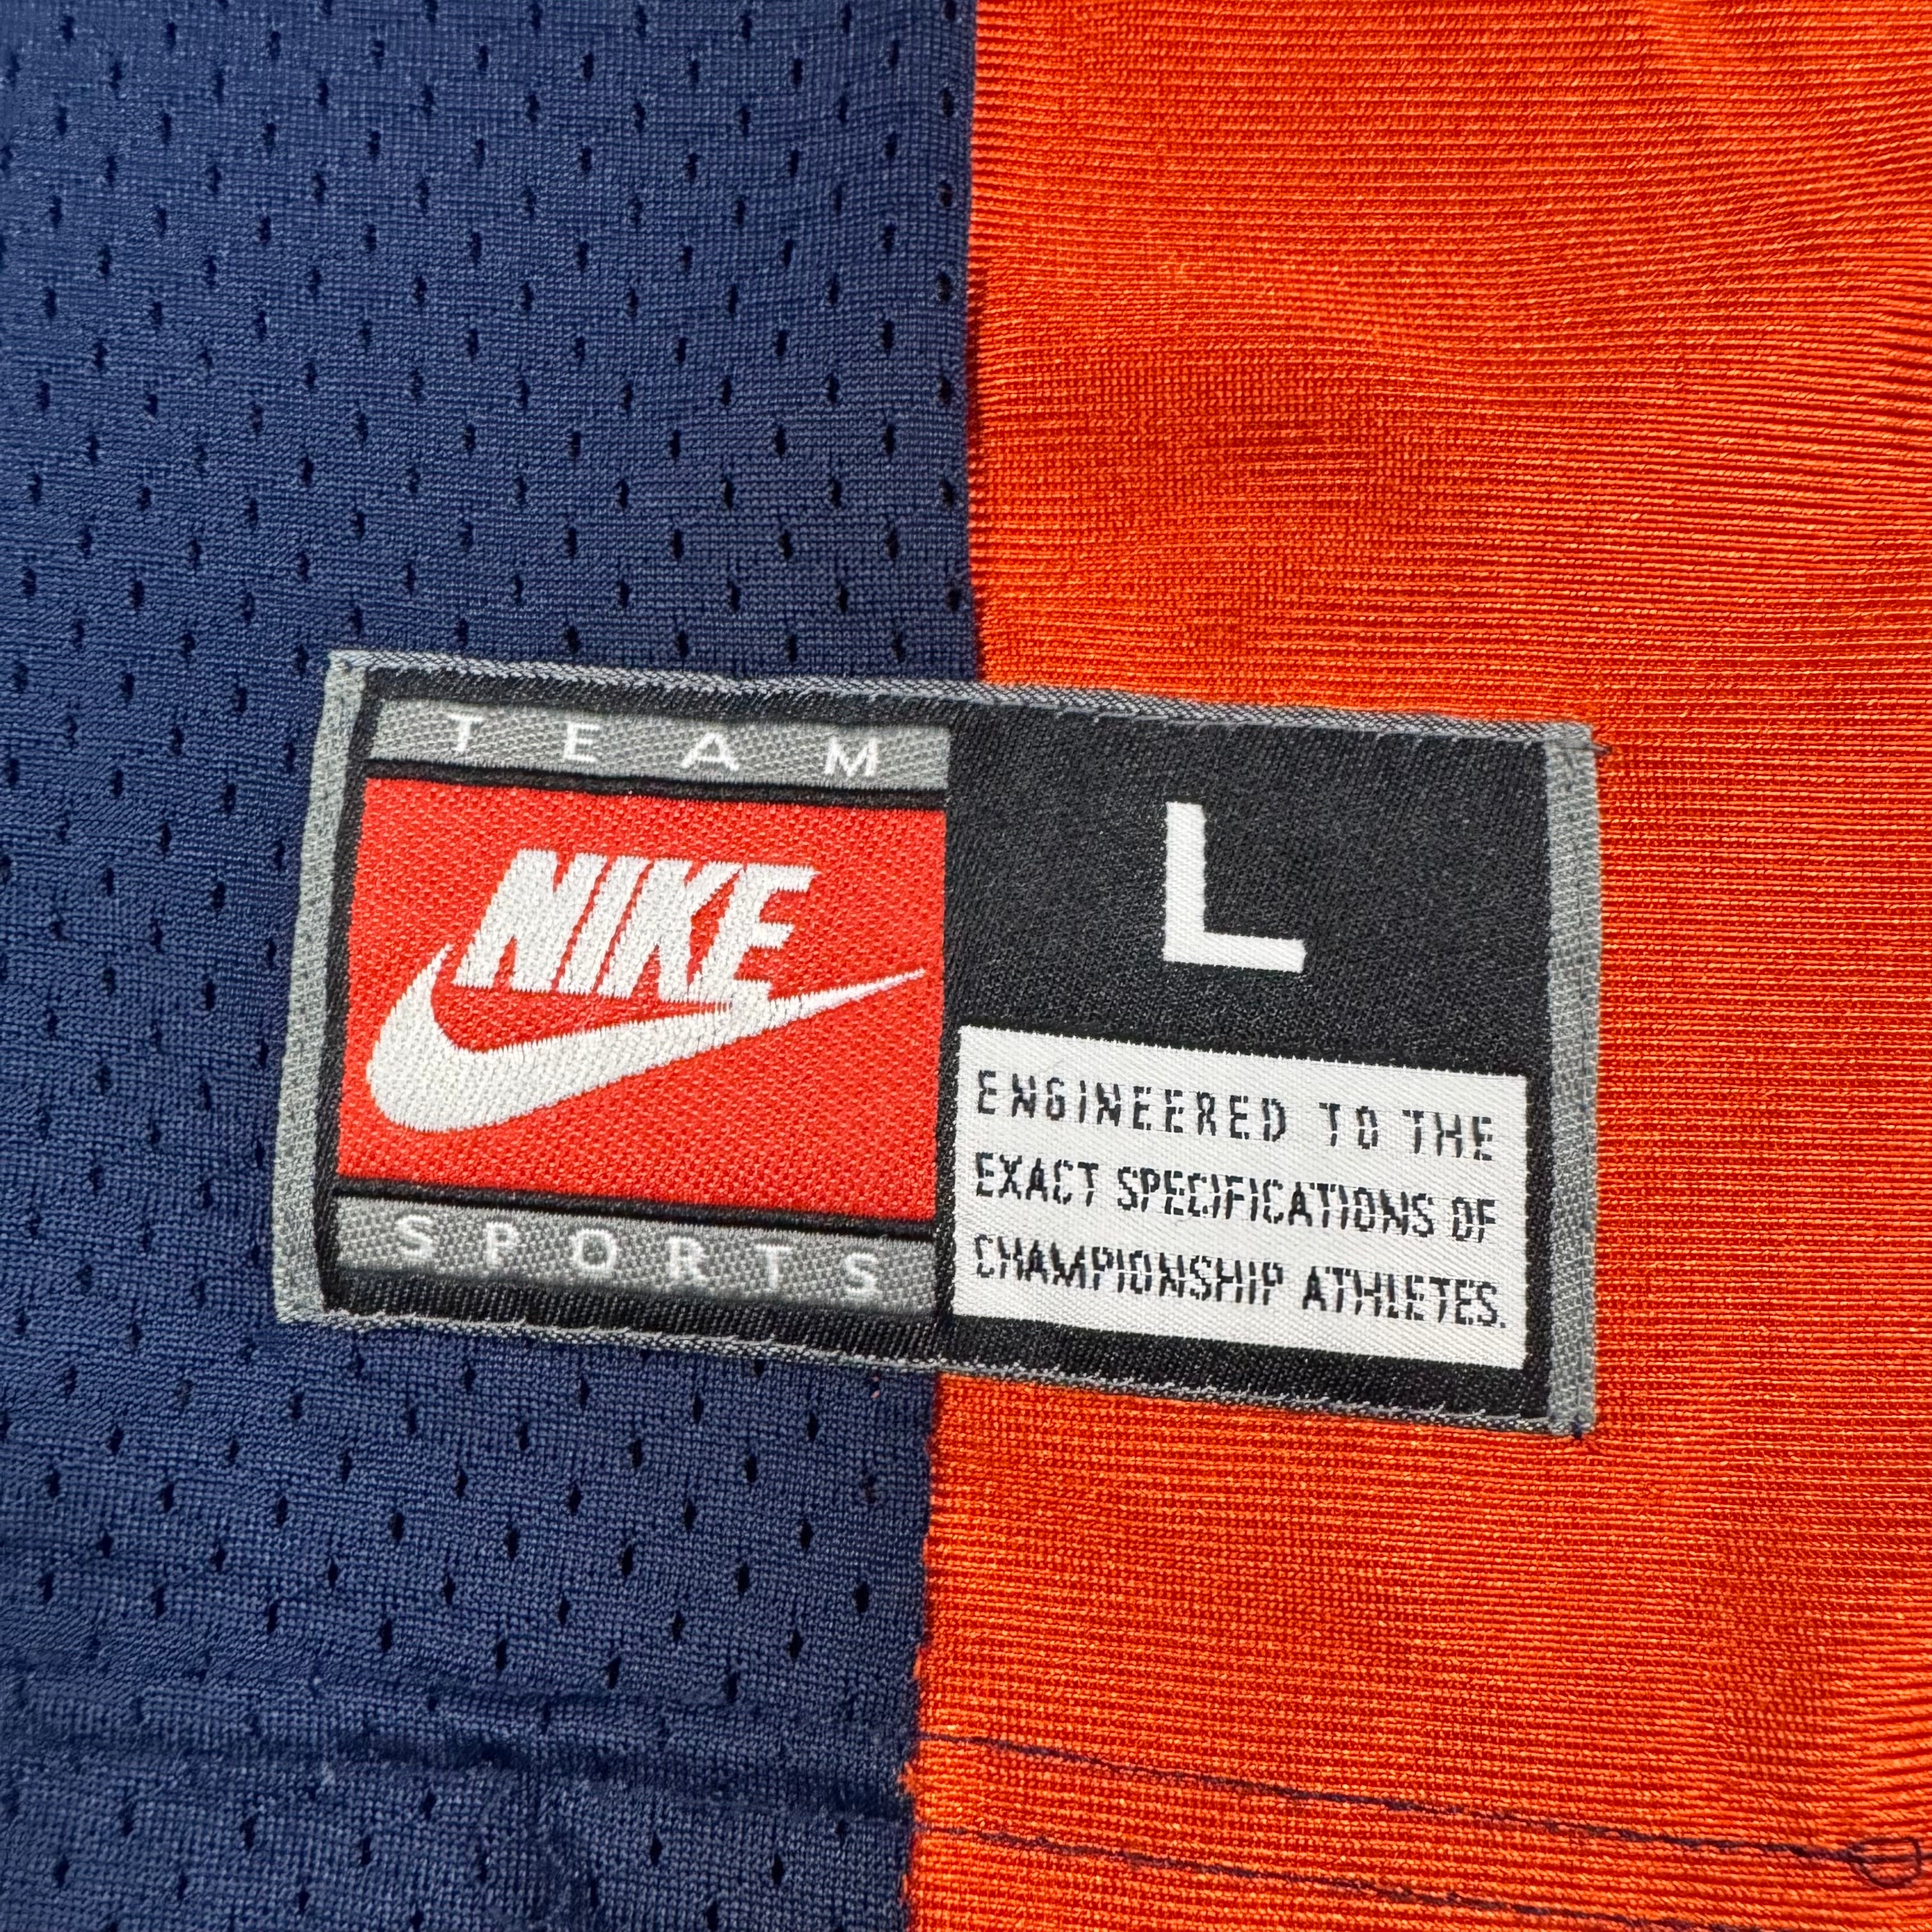 TEAM
NIKE
SPORTS
L
ENGINEERED TO THE
EXACT SPECIFICATIONS OF
CHAMPIONSHIP ATHLETES.